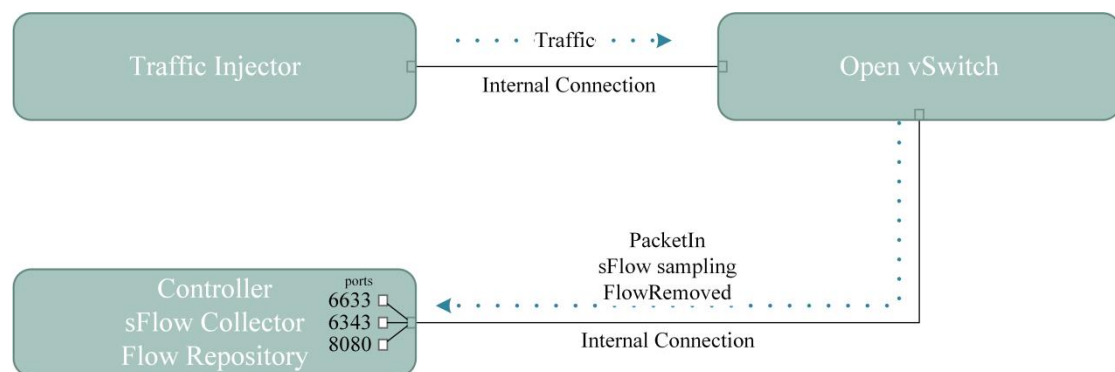 Traffic Injector
Traffic
Internal Connection
Open vSwitch
PacketIn
sFlow sampling
FlowRemoved
Internal Connection
Controller
sFlow Collector
Flow Repository
ports
6633
6343
8080